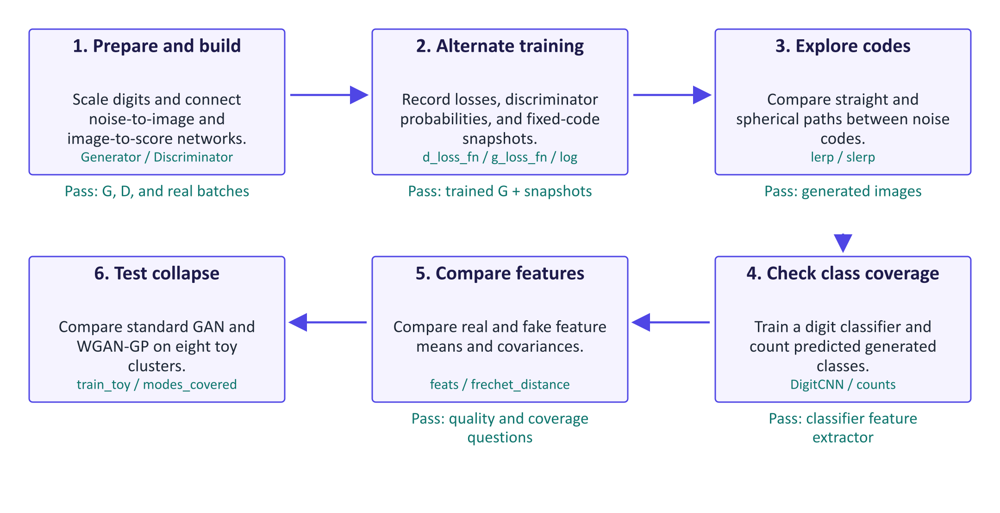 1. Prepare and build
Scale digits and connect
noise-to-image and
image-to-score networks.
Generator / Discriminator
Pass: G, D, and real batches
2. Alternate training
Record losses, discriminator
probabilities, and fixed-code
snapshots.
d_loss_fn / g_loss_fn / log
Pass: trained G + snapshots
3. Explore codes
Compare straight and
spherical paths between noise
codes.
lerp / slerp
Pass: generated images
4. Check class coverage
Train a digit classifier and
count predicted generated
classes.
DigitCNN / counts
Pass: classifier feature
extractor
5. Compare features
Compare real and fake feature
means and covariances.
feats / frechet_distance
Pass: quality and coverage
questions
6. Test collapse
Compare standard GAN and
WGAN-GP on eight toy
clusters.
train_toy / modes_covered